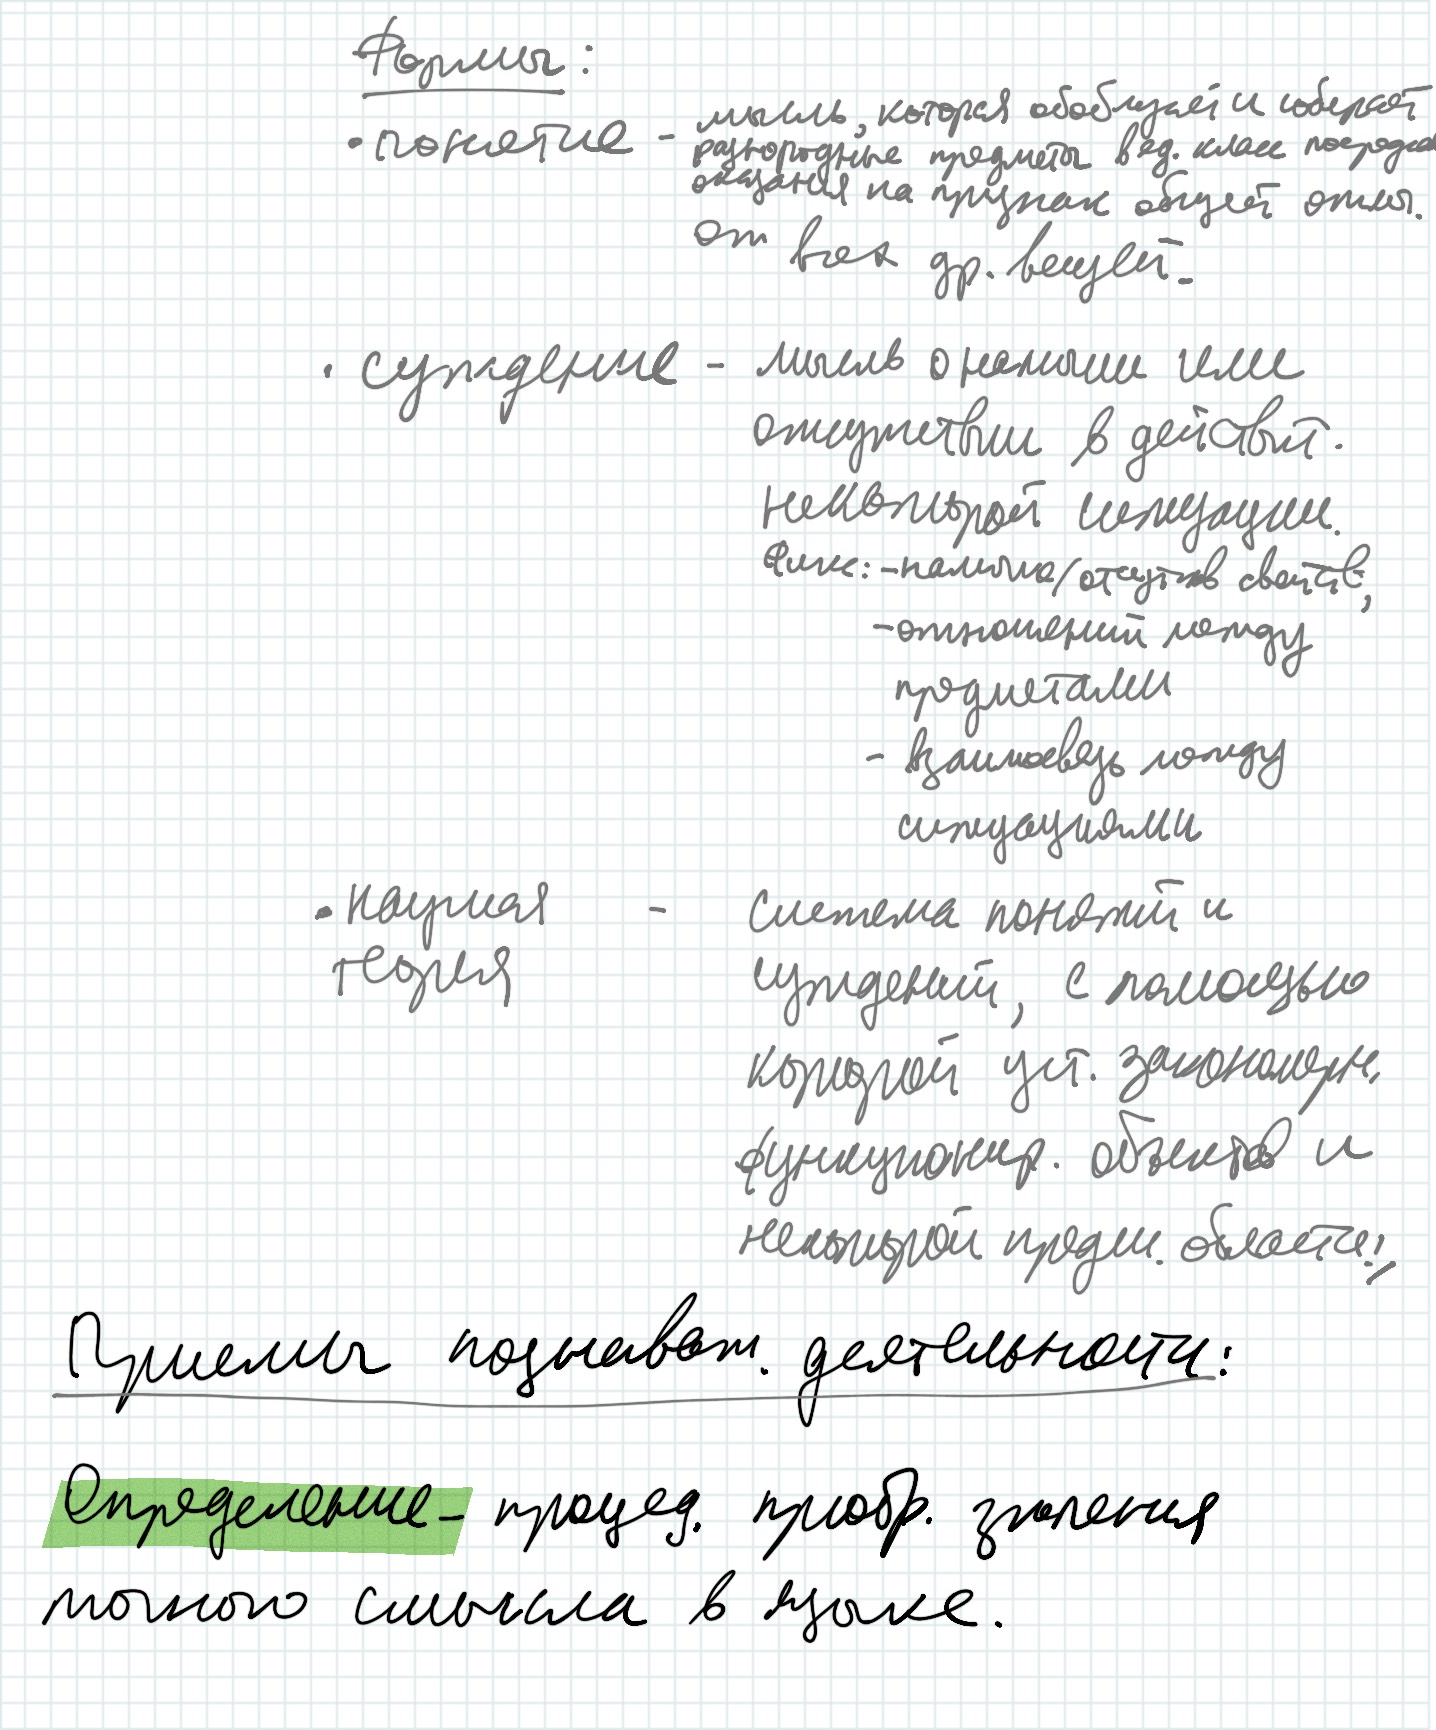 Формы:
• понятие - мысль, которая обобщает и собирает
разнородные предметы в ед. класс посредс
указания на признак общей отлич.
от всех др. вещей.
• суждение - мысль о наличии или
отсутствии в действит.
некоторой ситуации.
Фикс: - наличие/отсутств свойств,
- отношений между
предметами
- взаимосвязь между
ситуациями
• научная - система понятий и
теория суждений, с помощью
которой уст. закономерн.
функционир. объектов и
некоторой предм. области.
Приемы познават. деятельности:
Определение - процед. приобр. значения
точного смысла в языке.